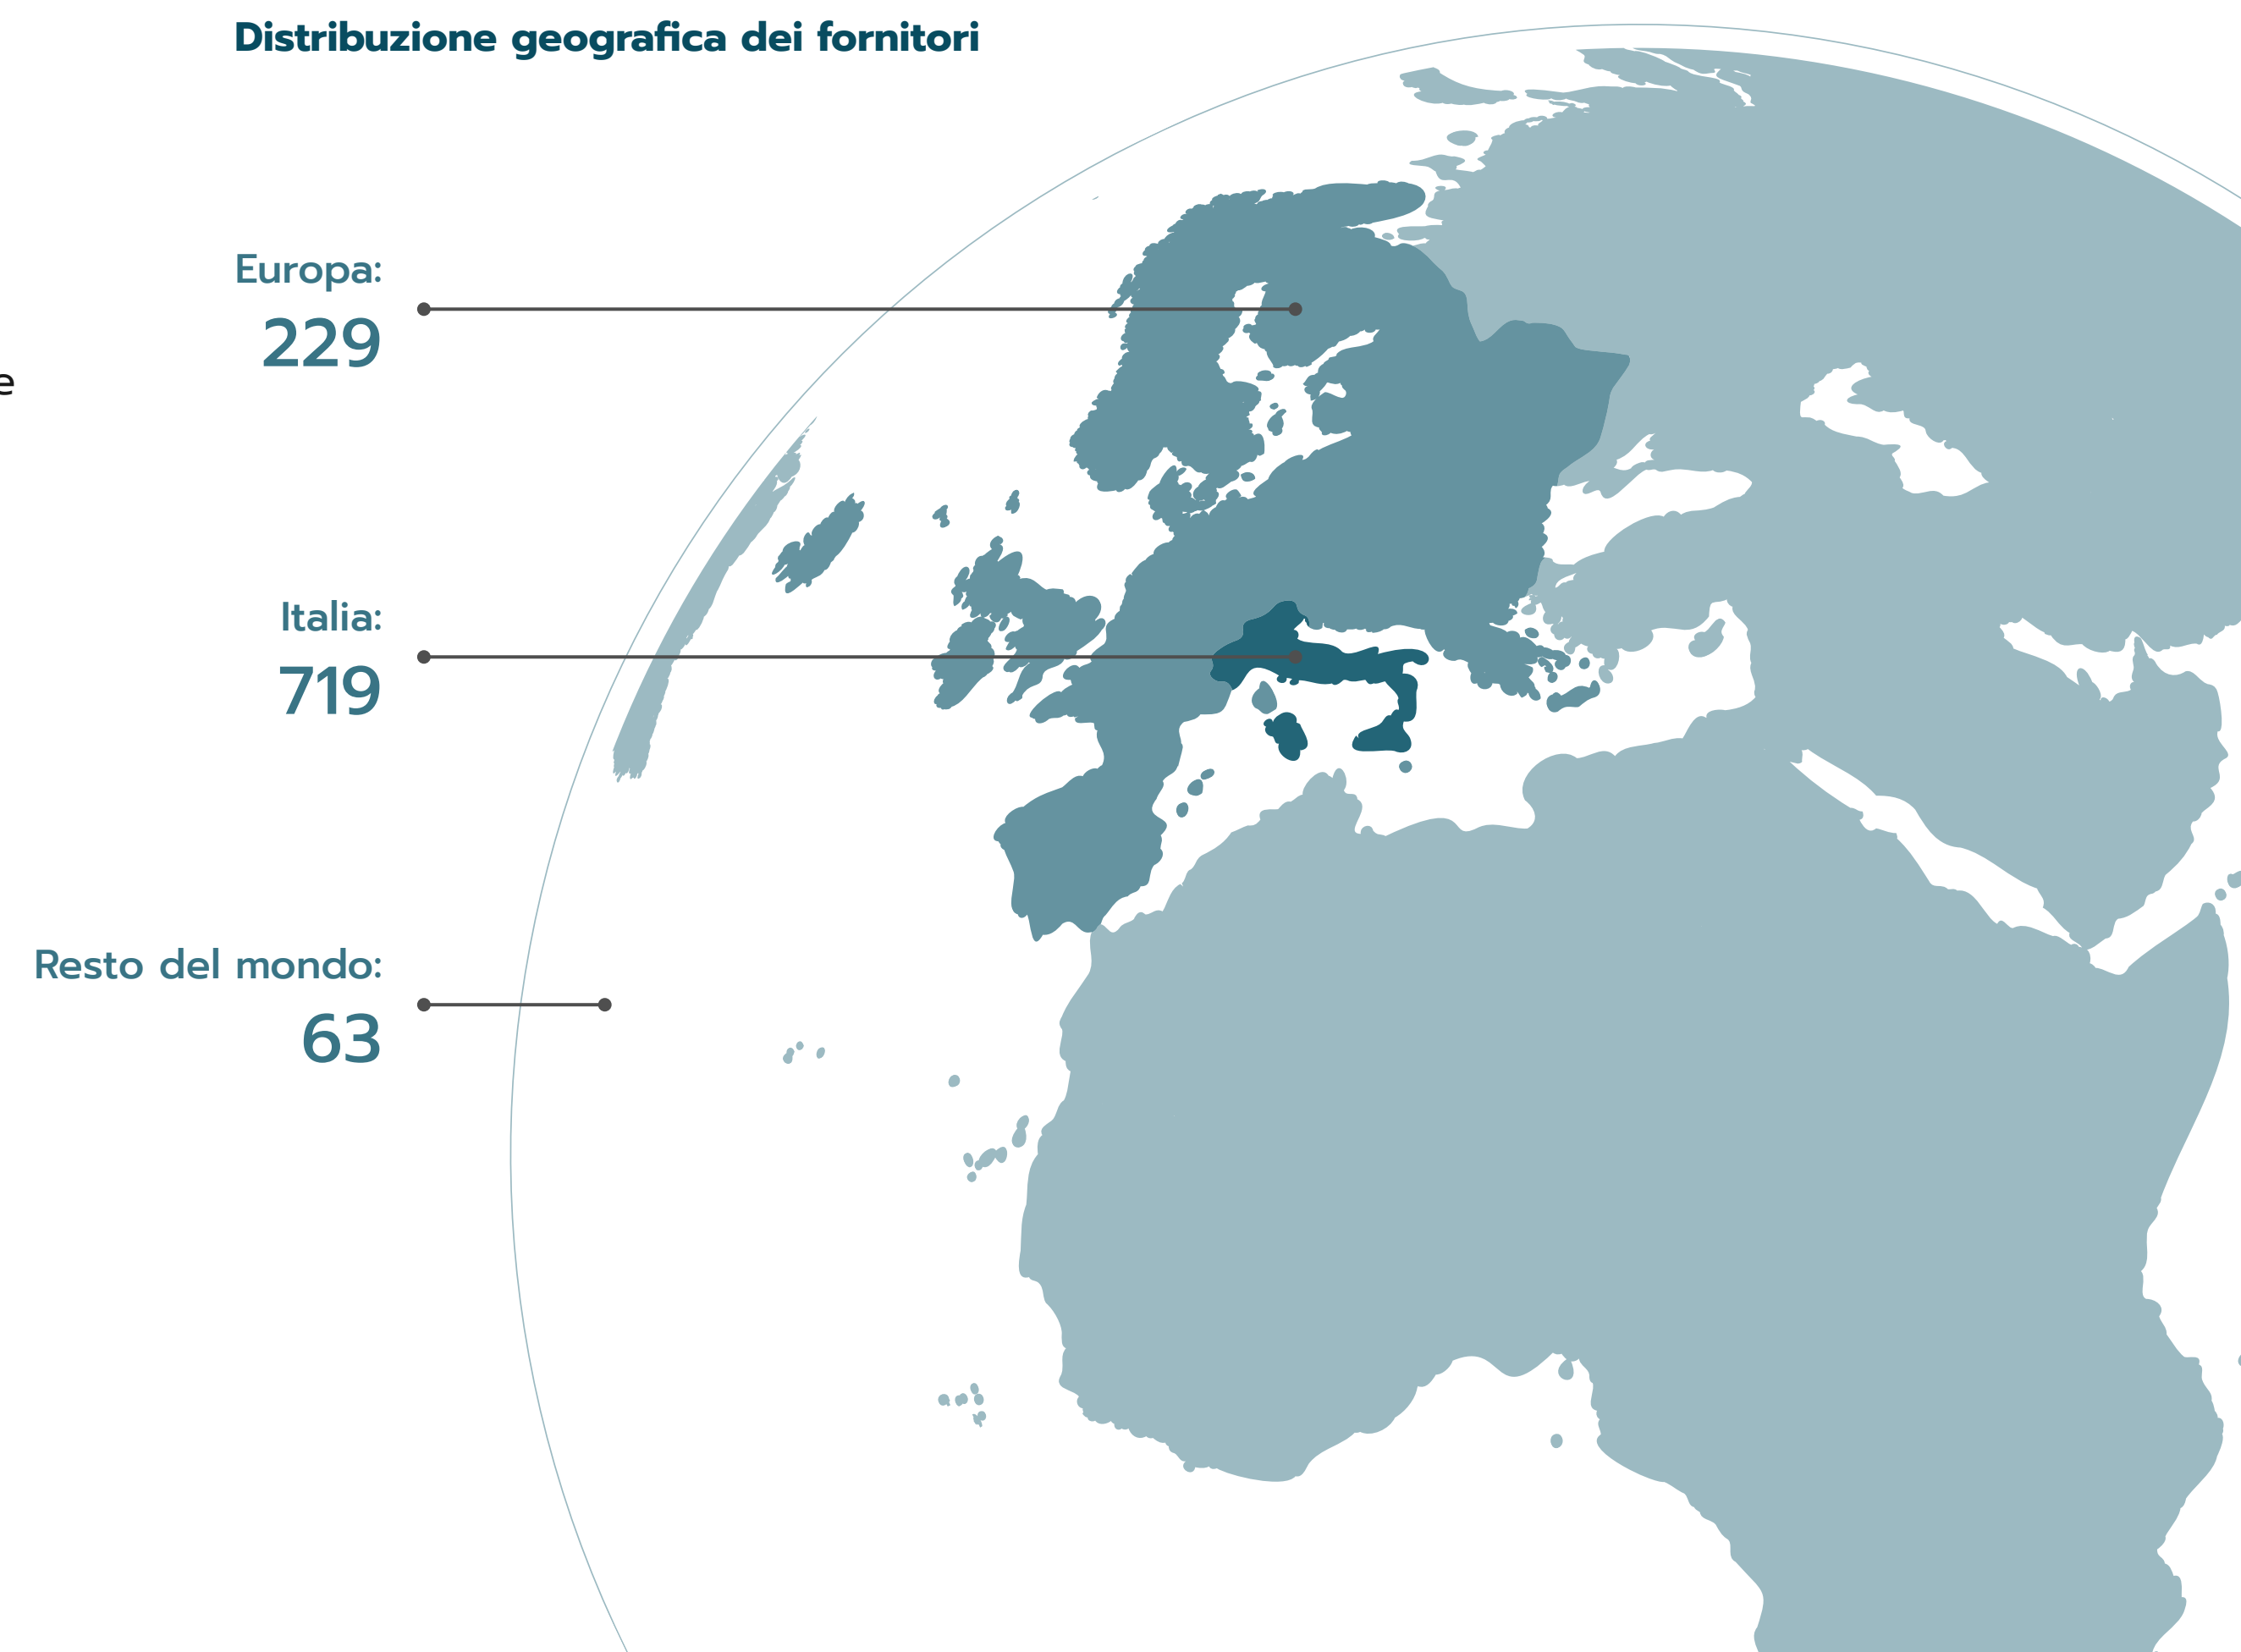 Distribuzione geografica dei fornitori
Europa:
229
e
Italia:
719
Resto del mondo:
63